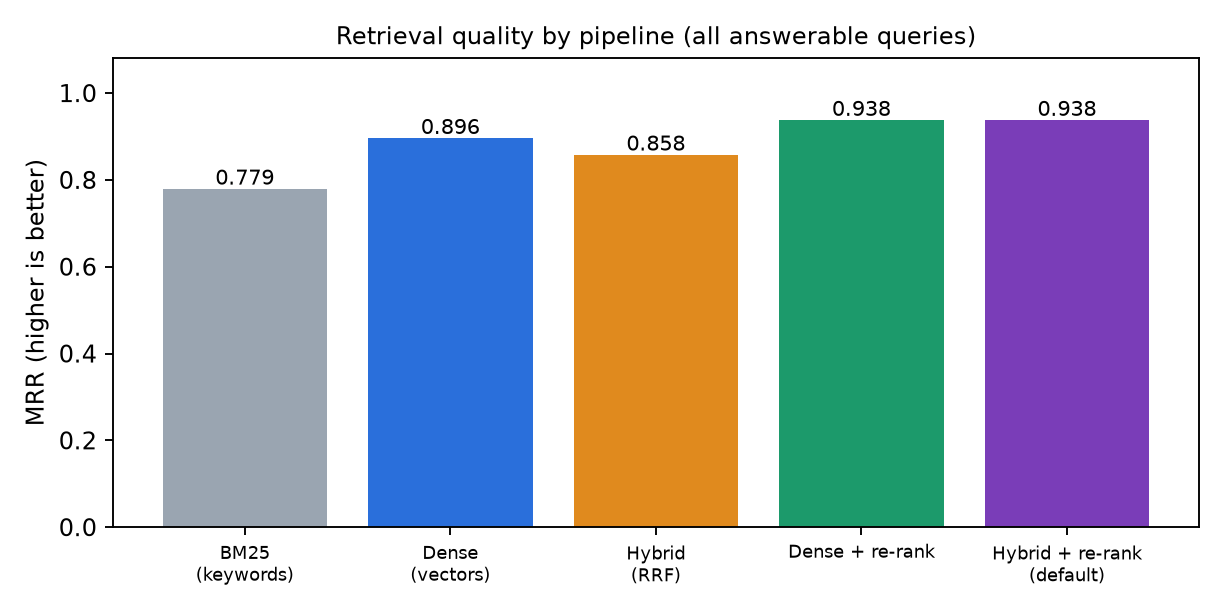 Retrieval quality by pipeline (all answerable queries)
MRR (higher is better)
1.0
0.8
0.6
0.4
0.2
0.0
0.779
0.896
0.858
0.938
0.938
BM25
(keywords)
Dense
(vectors)
Hybrid
(RRF)
Dense + re-rank
Hybrid + re-rank
(default)